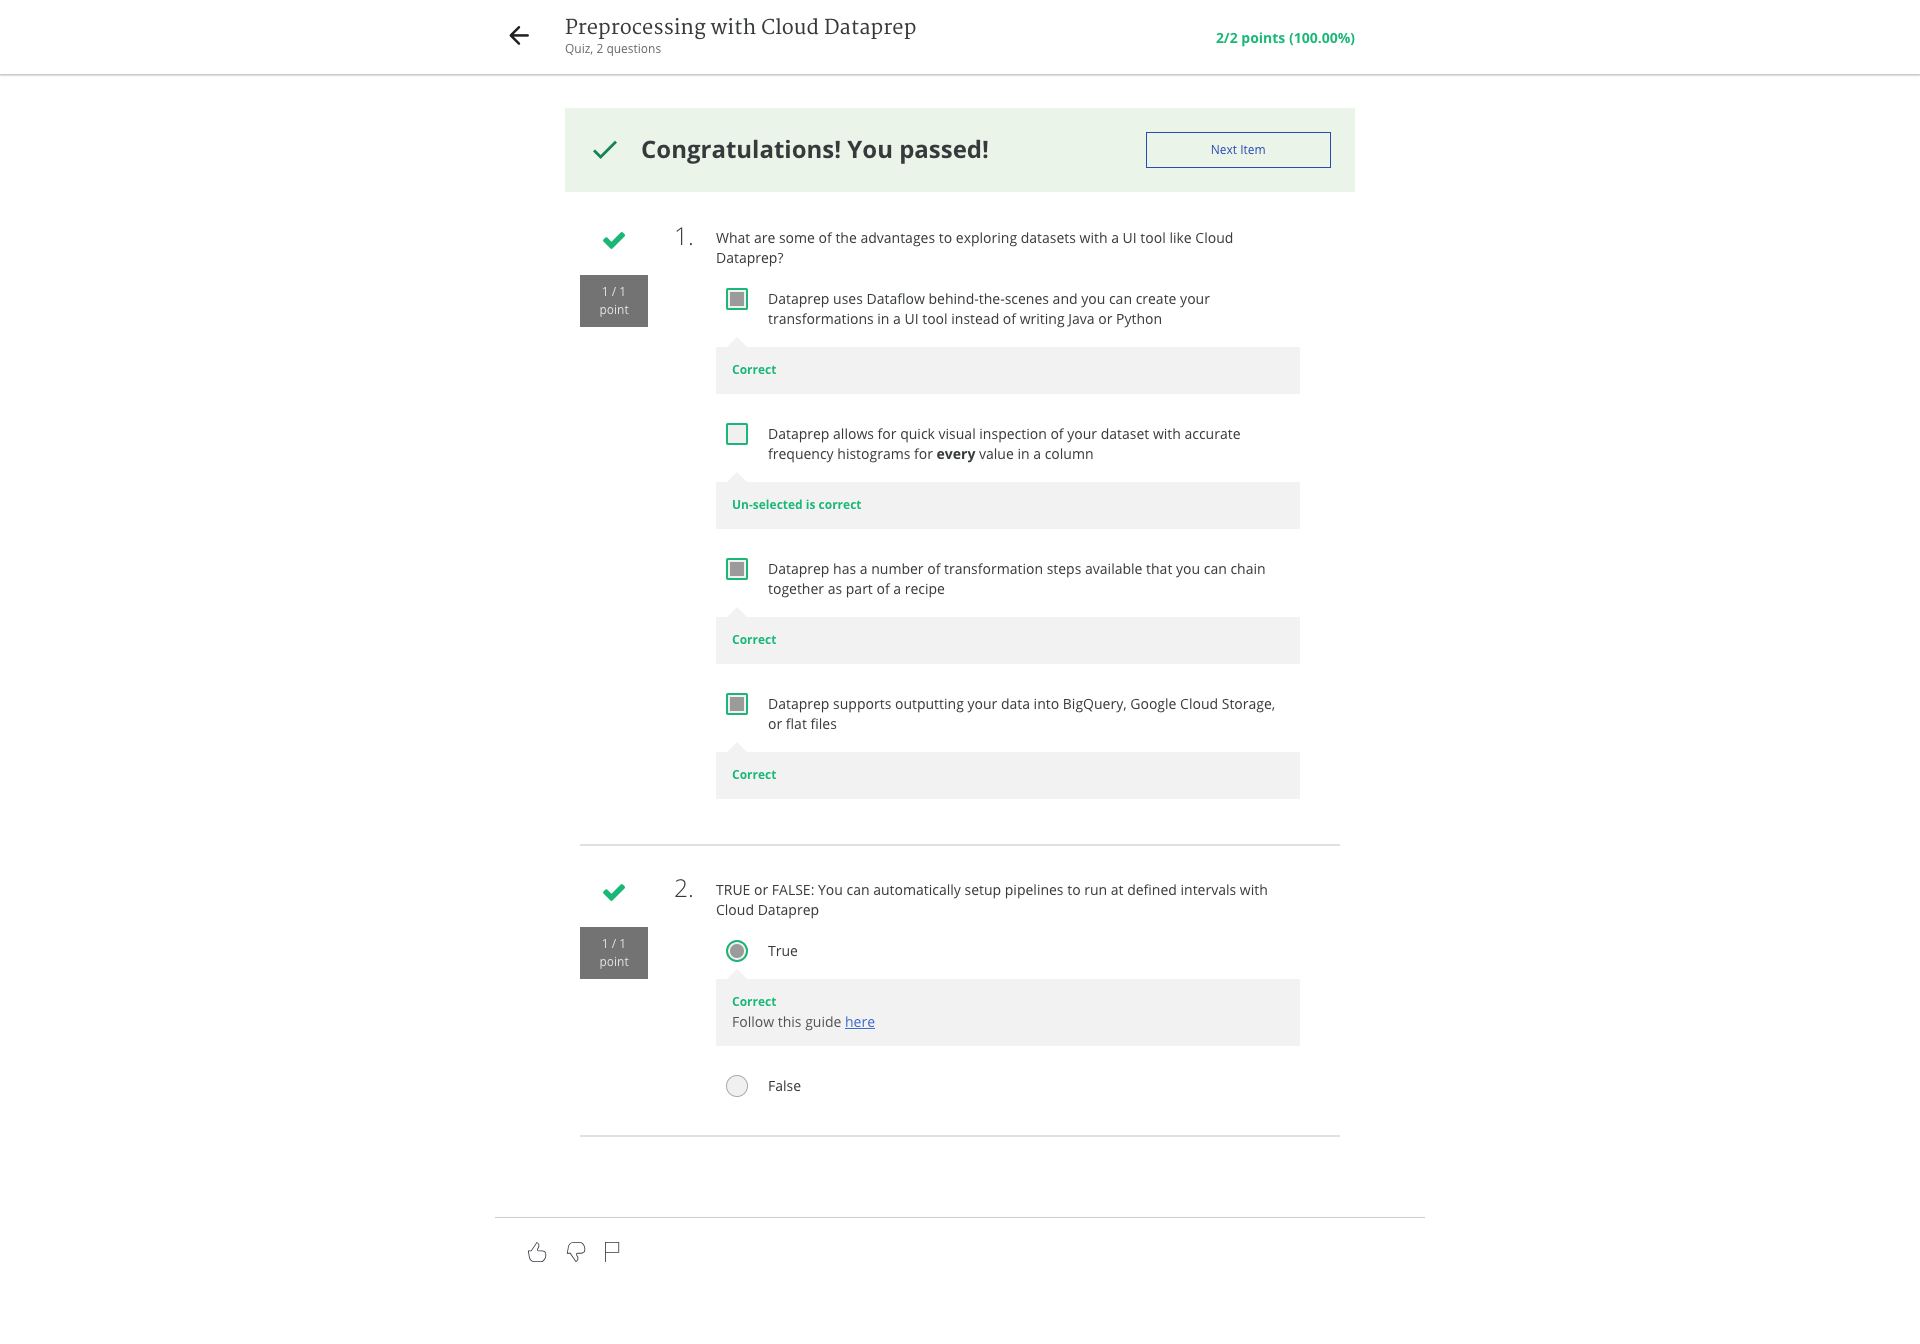 Preprocessing with Cloud Dataprep
Quiz, 2 questions
2/2 points (100.00%)
Congratulations! You passed!
Next Item
1 / 1
point
1.
What are some of the advantages to exploring datasets with a UI tool like Cloud
Dataprep?
Dataprep uses Dataflow behind-the-scenes and you can create your
transformations in a UI tool instead of writing Java or Python
Correct
Dataprep allows for quick visual inspection of your dataset with accurate
frequency histograms for every value in a column
Un-selected is correct
Dataprep has a number of transformation steps available that you can chain
together as part of a recipe
Correct
Dataprep supports outputting your data into BigQuery, Google Cloud Storage,
or flat files
Correct
1 / 1
point
2.
TRUE or FALSE: You can automatically setup pipelines to run at defined intervals with
Cloud Dataprep
True
Correct
Follow this guide here
False